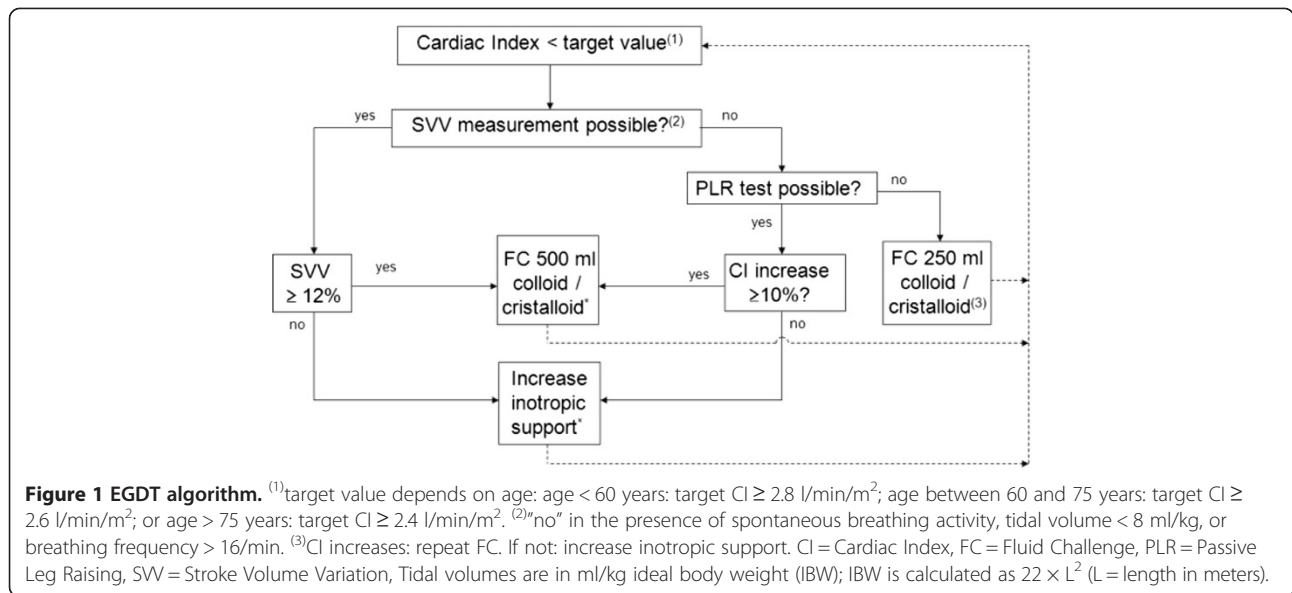 Cardiac Index < target value(1)
SVV measurement possible?(2)
yes
no
PLR test possible?
no
yes
SVV
≥ 12%
yes
no
FC 500 ml
colloid /
cristalloid*
yes
CI increase
≥10%?
no
FC 250 ml
colloid /
cristalloid(3)
Increase
inotropic
support*
Figure 1 EGDT algorithm. (1)target value depends on age: age < 60 years: target CI ≥ 2.8 l/min/m²; age between 60 and 75 years: target CI ≥
2.6 l/min/m²; or age > 75 years: target CI ≥ 2.4 l/min/m². (2)"no" in the presence of spontaneous breathing activity, tidal volume < 8 ml/kg, or
breathing frequency > 16/min. (3)CI increases: repeat FC. If not: increase inotropic support. CI = Cardiac Index, FC = Fluid Challenge, PLR = Passive
Leg Raising, SVV = Stroke Volume Variation, Tidal volumes are in ml/kg ideal body weight (IBW); IBW is calculated as 22 × L² (L = length in meters).